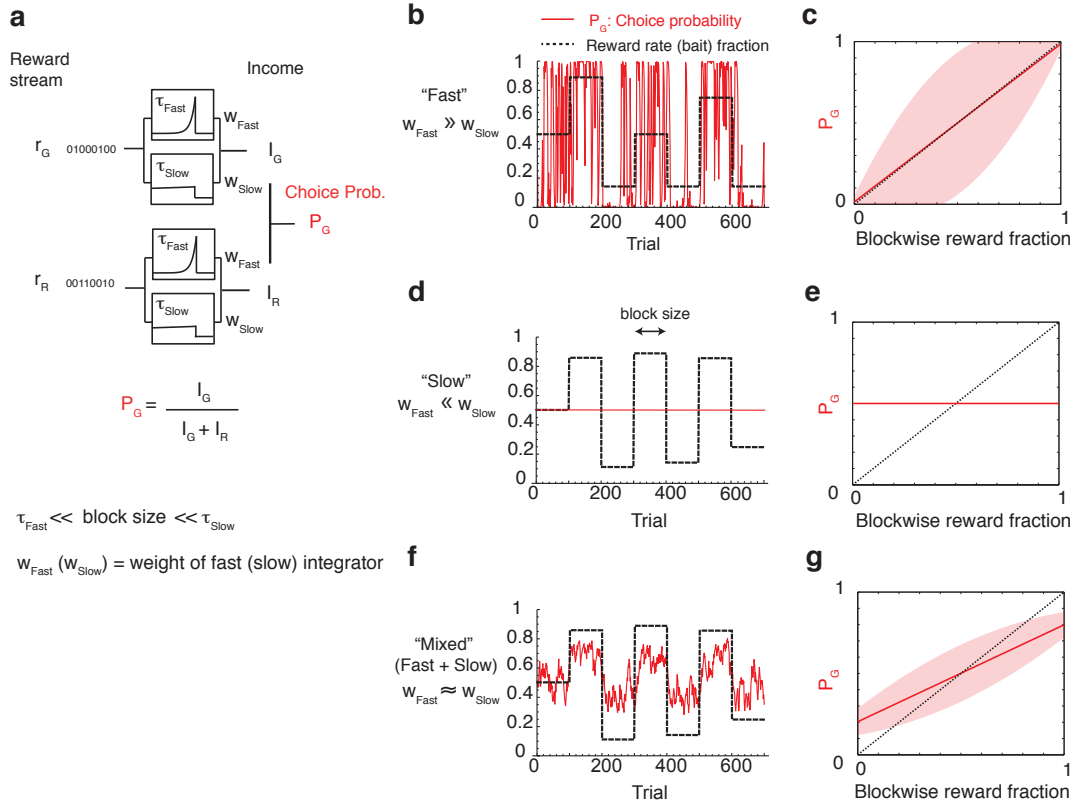 a
Reward
stream
Income
τFast
wFast
rG
01000100
IG
τSlow
wSlow
Choice Prob.
PG
τFast
wFast
rR
00110010
IR
τSlow
wSlow
PG = IG
IG + IR
τFast << block size << τSlow
wFast (wSlow) = weight of fast (slow) integrator
b
PG: Choice probability
Reward rate (bait) fraction
"Fast"
wFast ≫ wSlow
1
0.8
0.6
0.4
0.2
0
0 200 400 600
Trial
c
1
PG
0
0 1
Blockwise reward fraction
d
block size
"Slow"
wFast ≪ wSlow
1
0.8
0.6
0.4
0.2
0
0 200 400 600
Trial
e
1
PG
0
0 1
Blockwise reward fraction
f
"Mixed"
(Fast + Slow)
wFast ≈ wSlow
1
0.8
0.6
0.4
0.2
0
0 200 400 600
Trial
g
1
PG
0
0 1
Blockwise reward fraction